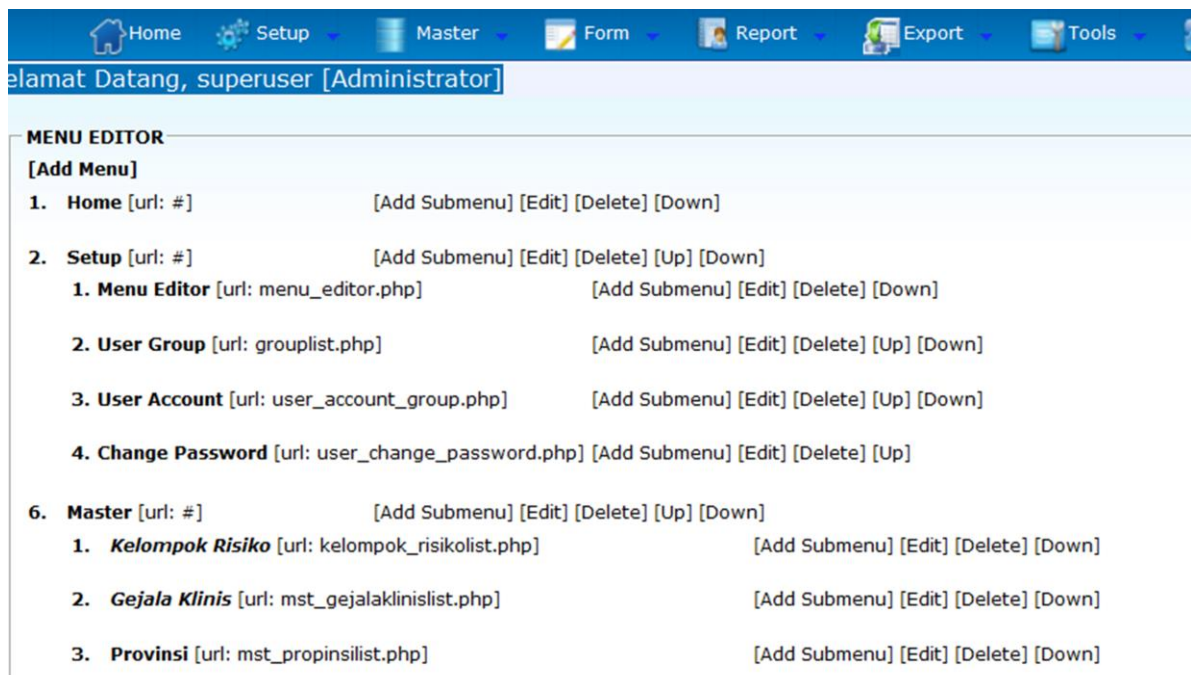 Home Setup Master Form Report Export Tools
elamat Datang, superuser [Administrator]
MENU EDITOR
[Add Menu]
1. Home [url: #] [Add Submenu] [Edit] [Delete] [Down]
2. Setup [url: #] [Add Submenu] [Edit] [Delete] [Up] [Down]
1. Menu Editor [url: menu_editor.php] [Add Submenu] [Edit] [Delete] [Down]
2. User Group [url: grouplist.php] [Add Submenu] [Edit] [Delete] [Up] [Down]
3. User Account [url: user_account_group.php] [Add Submenu] [Edit] [Delete] [Up] [Down]
4. Change Password [url: user_change_password.php] [Add Submenu] [Edit] [Delete] [Up]
6. Master [url: #] [Add Submenu] [Edit] [Delete] [Up] [Down]
1. Kelompok Risiko [url: kelompok_risikolist.php] [Add Submenu] [Edit] [Delete] [Down]
2. Gejala Klinis [url: mst_gejalaklinislist.php] [Add Submenu] [Edit] [Delete] [Down]
3. Provinsi [url: mst_propinsilist.php] [Add Submenu] [Edit] [Delete] [Down]